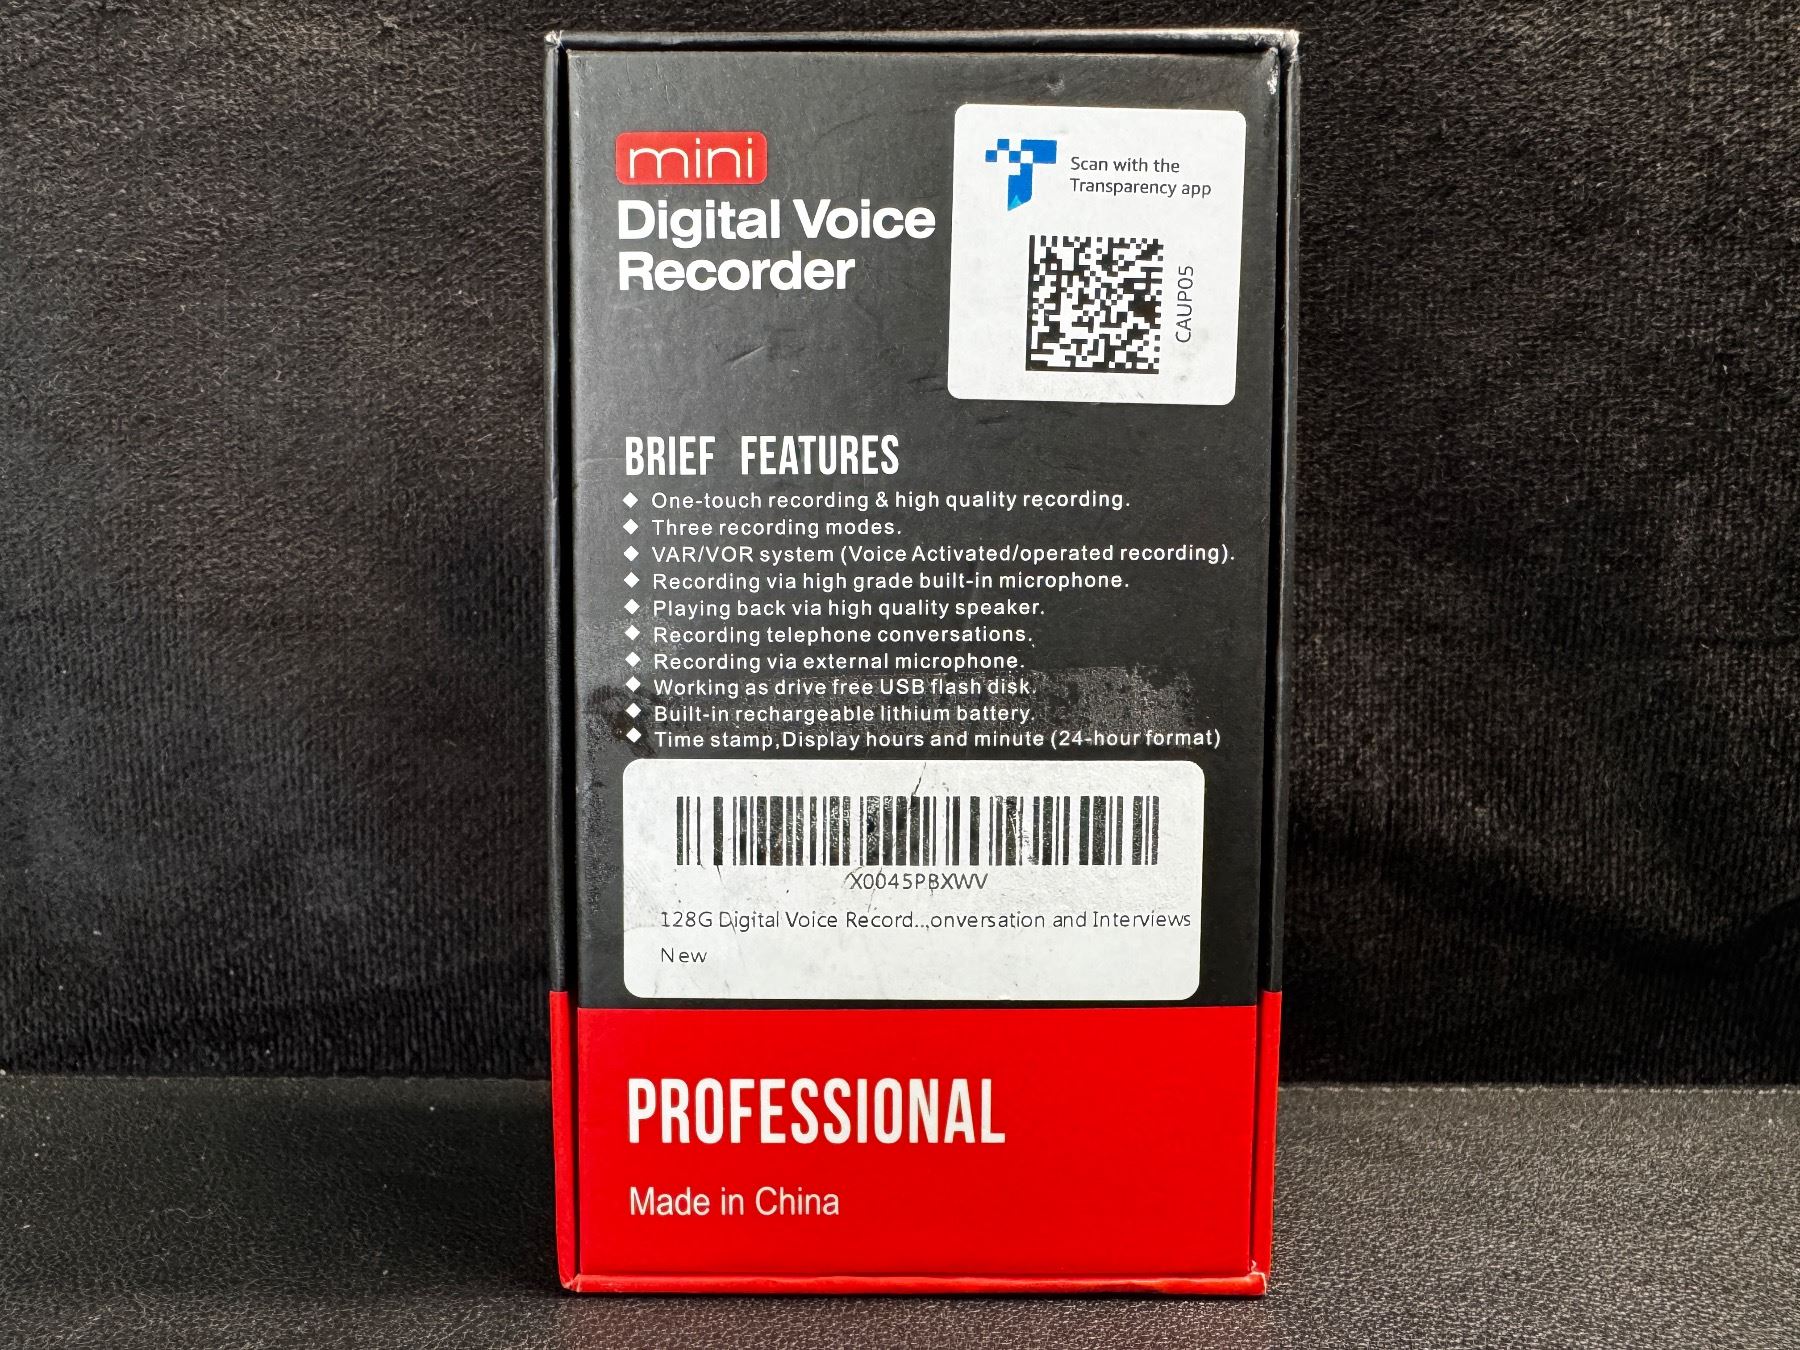 mini
Digital Voice
Recorder
Scan with the
Transparency app
CAUP05
BRIEF FEATURES
One-touch recording & high quality recording.
Three recording modes.
VAR/VOR system (Voice Activated/operated recording).
Recording via high grade built-in microphone.
Playing back via high quality speaker.
Recording telephone conversations.
Recording via external microphone.
Working as drive free USB flash disk.
Built-in rechargeable lithium battery.
Time stamp,Display hours and minute (24-hour format)
X0045PBXWV
128G Digital Voice Record...onversation and Interviews
New
PROFESSIONAL
Made in China